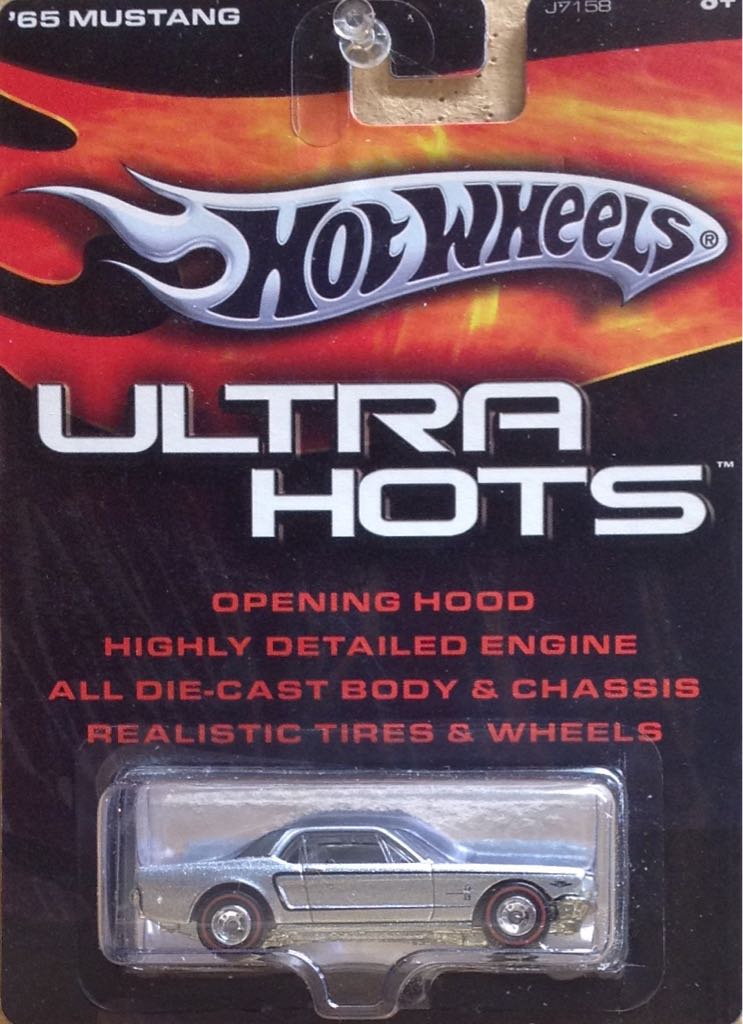 '65 MUSTANG
J7158
HOT WHEELS®
ULTRA
HOTS™
OPENING HOOD
HIGHLY DETAILED ENGINE
ALL DIE-CAST BODY & CHASSIS
REALISTIC TIRES & WHEELS